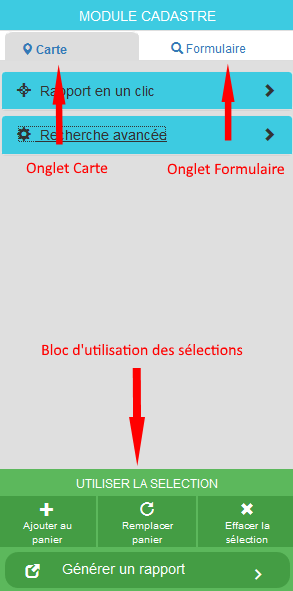 MODULE CADASTRE
Carte
Formulaire
Rapport en un clic
Recherche avancée
Onglet Carte
Onglet Formulaire
Bloc d'utilisation des sélections
UTILISER LA SELECTION
Ajouter au
panier
Remplacer
panier
Effacer la
sélection
Générer un rapport